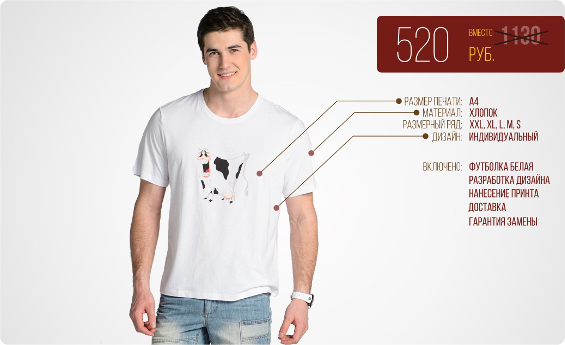 520 ВМЕСТО 1130
РУБ.
РАЗМЕР ПЕЧАТИ: А4
МАТЕРИАЛ: ХЛОПОК
РАЗМЕРНЫЙ РЯД: XXL, XL, L, M, S
ДИЗАЙН: ИНДИВИДУАЛЬНЫЙ
ВКЛЮЧЕНО: ФУТБОЛКА БЕЛАЯ
РАЗРАБОТКА ДИЗАЙНА
НАНЕСЕНИЕ ПРИНТА
ДОСТАВКА
ГАРАНТИЯ ЗАМЕНЫ